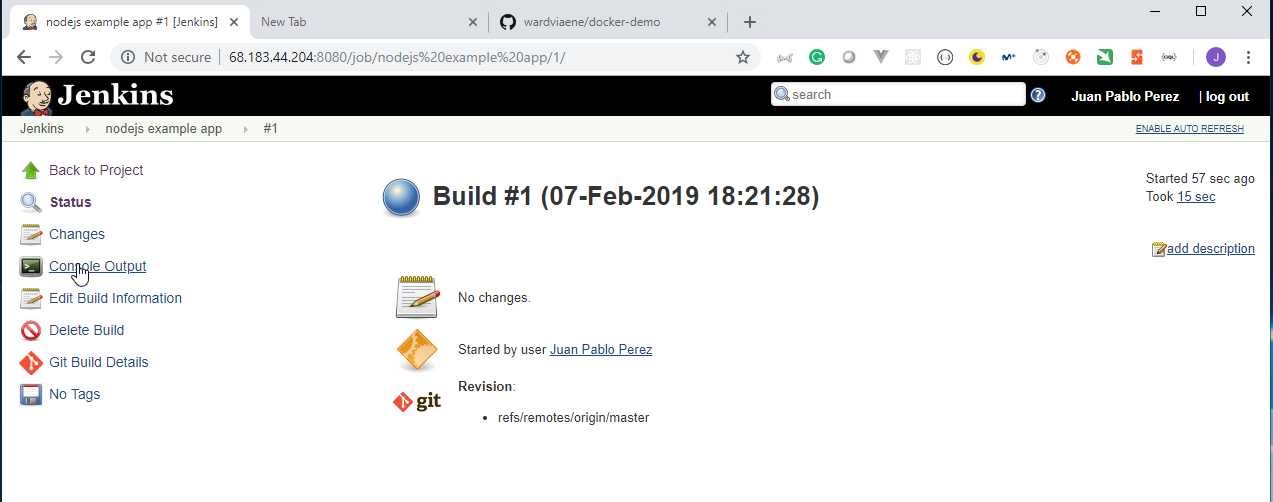 nodejs example app #1 [Jenkins]
New Tab
wardviaene/docker-demo
Not secure | 68.183.44.204:8080/job/nodejs%20example%20app/1/
J
Jenkins
search
Juan Pablo Perez
| log out
Jenkins
nodejs example app
#1
ENABLE AUTO REFRESH
Back to Project
Status
Changes
Console Output
Edit Build Information
Delete Build
Git Build Details
No Tags
Build #1 (07-Feb-2019 18:21:28)
Started 57 sec ago
Took 15 sec
add description
No changes.
Started by user Juan Pablo Perez
git
Revision:
• refs/remotes/origin/master